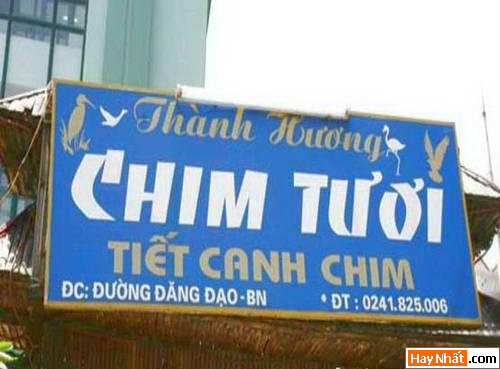 Thành Hương
CHIM TƯƠI
TIẾT CANH CHIM
ĐC: ĐƯỜNG ĐĂNG ĐẠO-BN • ĐT : 0241.825.006
HayNhất.com